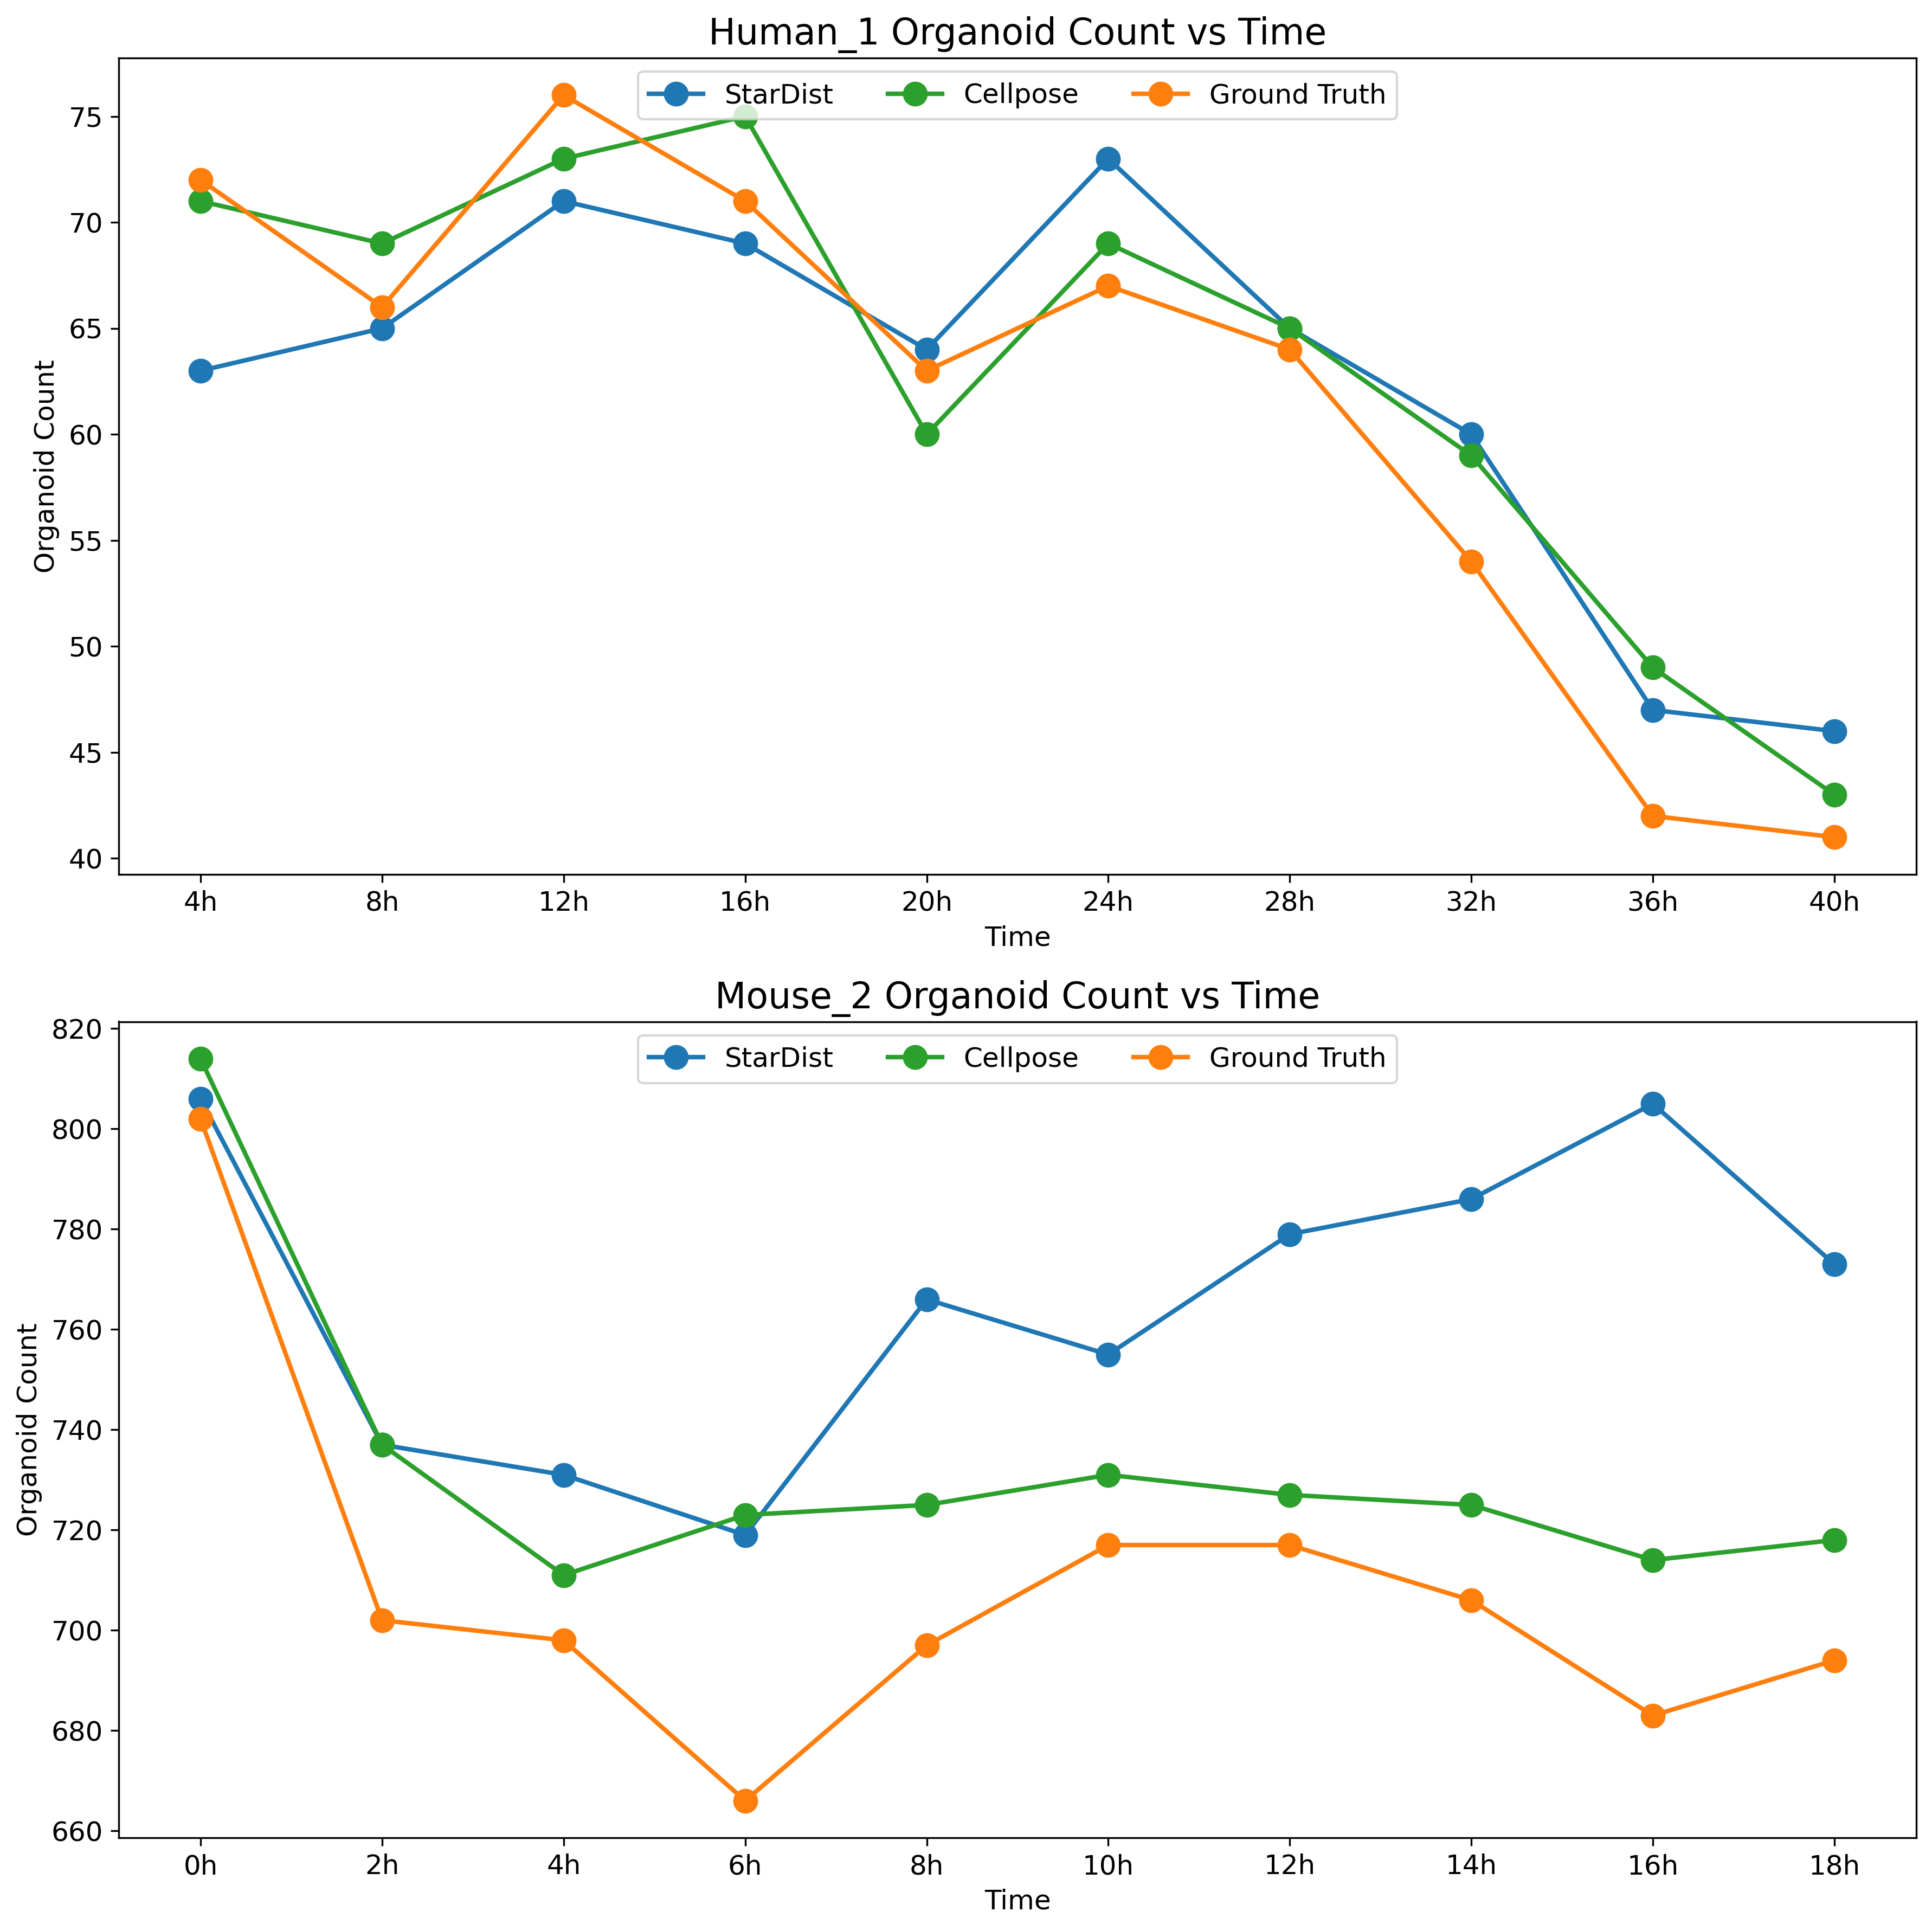 Human_1 Organoid Count vs Time
StarDist Cellpose Ground Truth
75
70
65
60
55
50
45
40
Organoid Count
4h 8h 12h 16h 20h 24h 28h 32h 36h 40h
Time
Mouse_2 Organoid Count vs Time
StarDist Cellpose Ground Truth
820
800
780
760
740
720
700
680
660
Organoid Count
0h 2h 4h 6h 8h 10h 12h 14h 16h 18h
Time